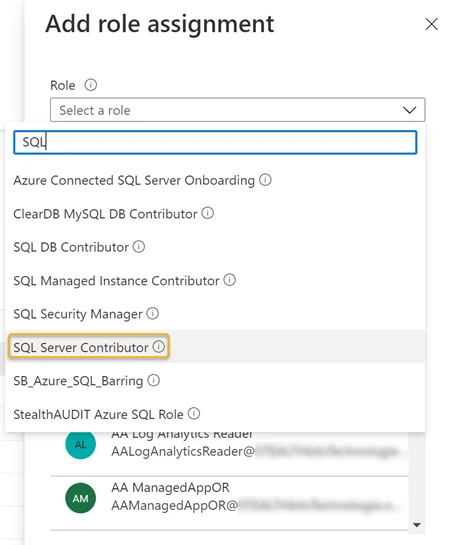 Add role assignment
Role
Select a role
SQL
Azure Connected SQL Server Onboarding
ClearDB MySQL DB Contributor
SQL DB Contributor
SQL Managed Instance Contributor
SQL Security Manager
SQL Server Contributor
SB_Azure_SQL_Barring
StealthAUDIT Azure SQL Role
AL
AA Log Analytics Reader
AALogAnalyticsReader@
AM
AA ManagedAppOR
AAManagedAppOR@